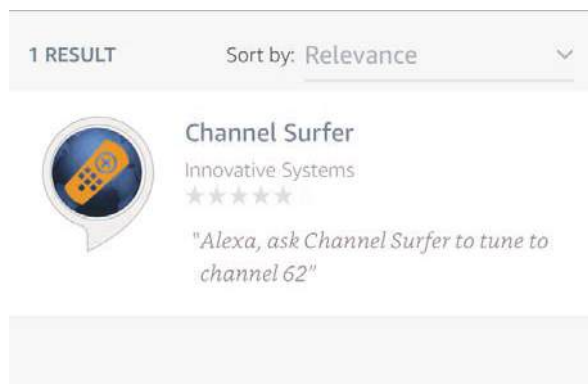 1 RESULT Sort by: Relevance
Channel Surfer
Innovative Systems
"Alexa, ask Channel Surfer to tune to
channel 62"